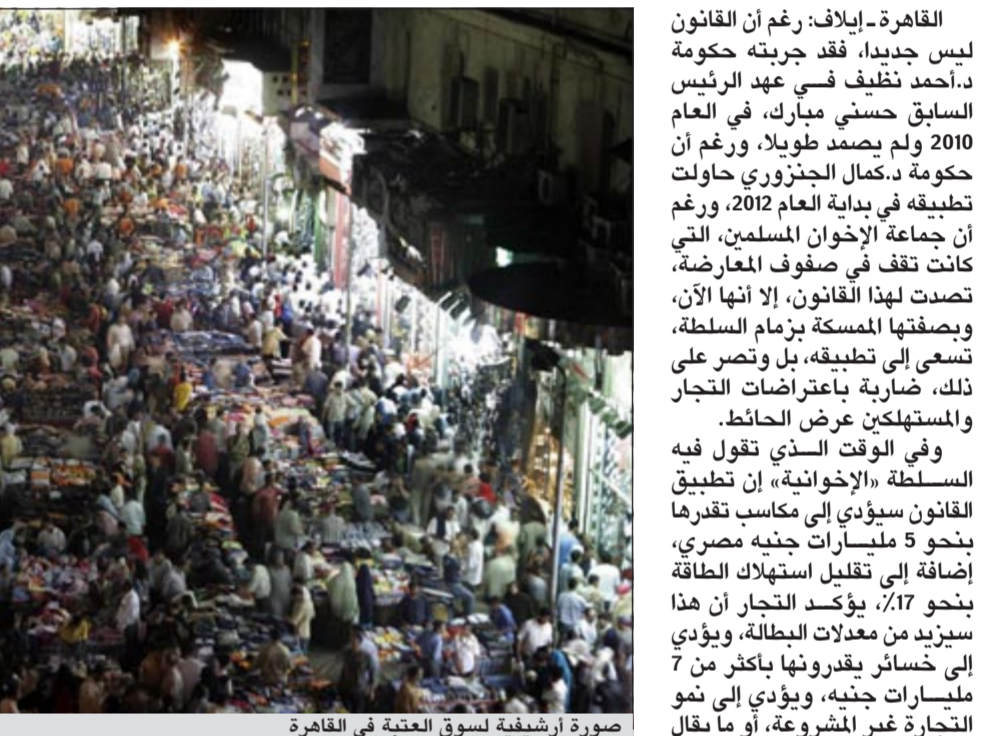 القاهرة ـ إيلاف: رغم أن القانون
ليس جديدا، فقد جربته حكومة
د.أحمد نظيف فــي عهد الرئيس
السابق حسني مبارك، في العام
2010 ولم يصمد طويلا، ورغم أن
حكومة د.كمال الجنزوري حاولت
تطبيقه في بداية العام 2012، ورغم
أن جماعة الإخوان المسلمين، التي
كانت تقف في صفوف المعارضة،
تصدت لهذا القانون، إلا أنها الآن،
وبصفتها الممسكة بزمام السلطة،
تسعى إلى تطبيقه، بل وتصر على
ذلك، ضاربة باعتراضات التجار
والمستهلكين عرض الحائط.
وفي الوقت الــذي تقول فيه
الســلطة «الإخوانية» إن تطبيق
القانون سيؤدي إلى مكاسب تقدرها
بنحو 5 مليــارات جنيه مصري،
إضافة إلى تقليل استهلاك الطاقة
بنحو 17٪، يؤكــد التجار أن هذا
سيزيد من معدلات البطالة، ويؤدي
إلى خسائر يقدرونها بأكثر من 7
مليــارات جنيه، ويؤدي إلى نمو
التجارة غير المشروعة، أو ما يقال
صورة أرشيفية لسوق العتبة في القاهرة